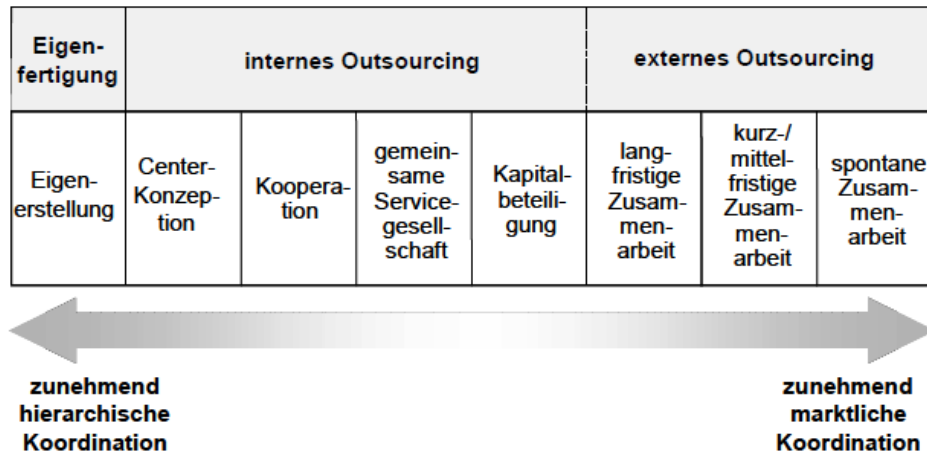 Eigen-
fertigung
internes Outsourcing
externes Outsourcing
Eigen-
erstellung
Center-
Konzep-
tion
Koopera-
tion
gemein-
same
Service-
gesell-
schaft
Kapital-
beteili-
gung
lang-
fristige
Zusam-
men-
arbeit
kurz-/
mittel-
fristige
Zusam-
men-
arbeit
spontane
Zusam-
men-
arbeit
zunehmend
hierarchische
Koordination
zunehmend
marktliche
Koordination